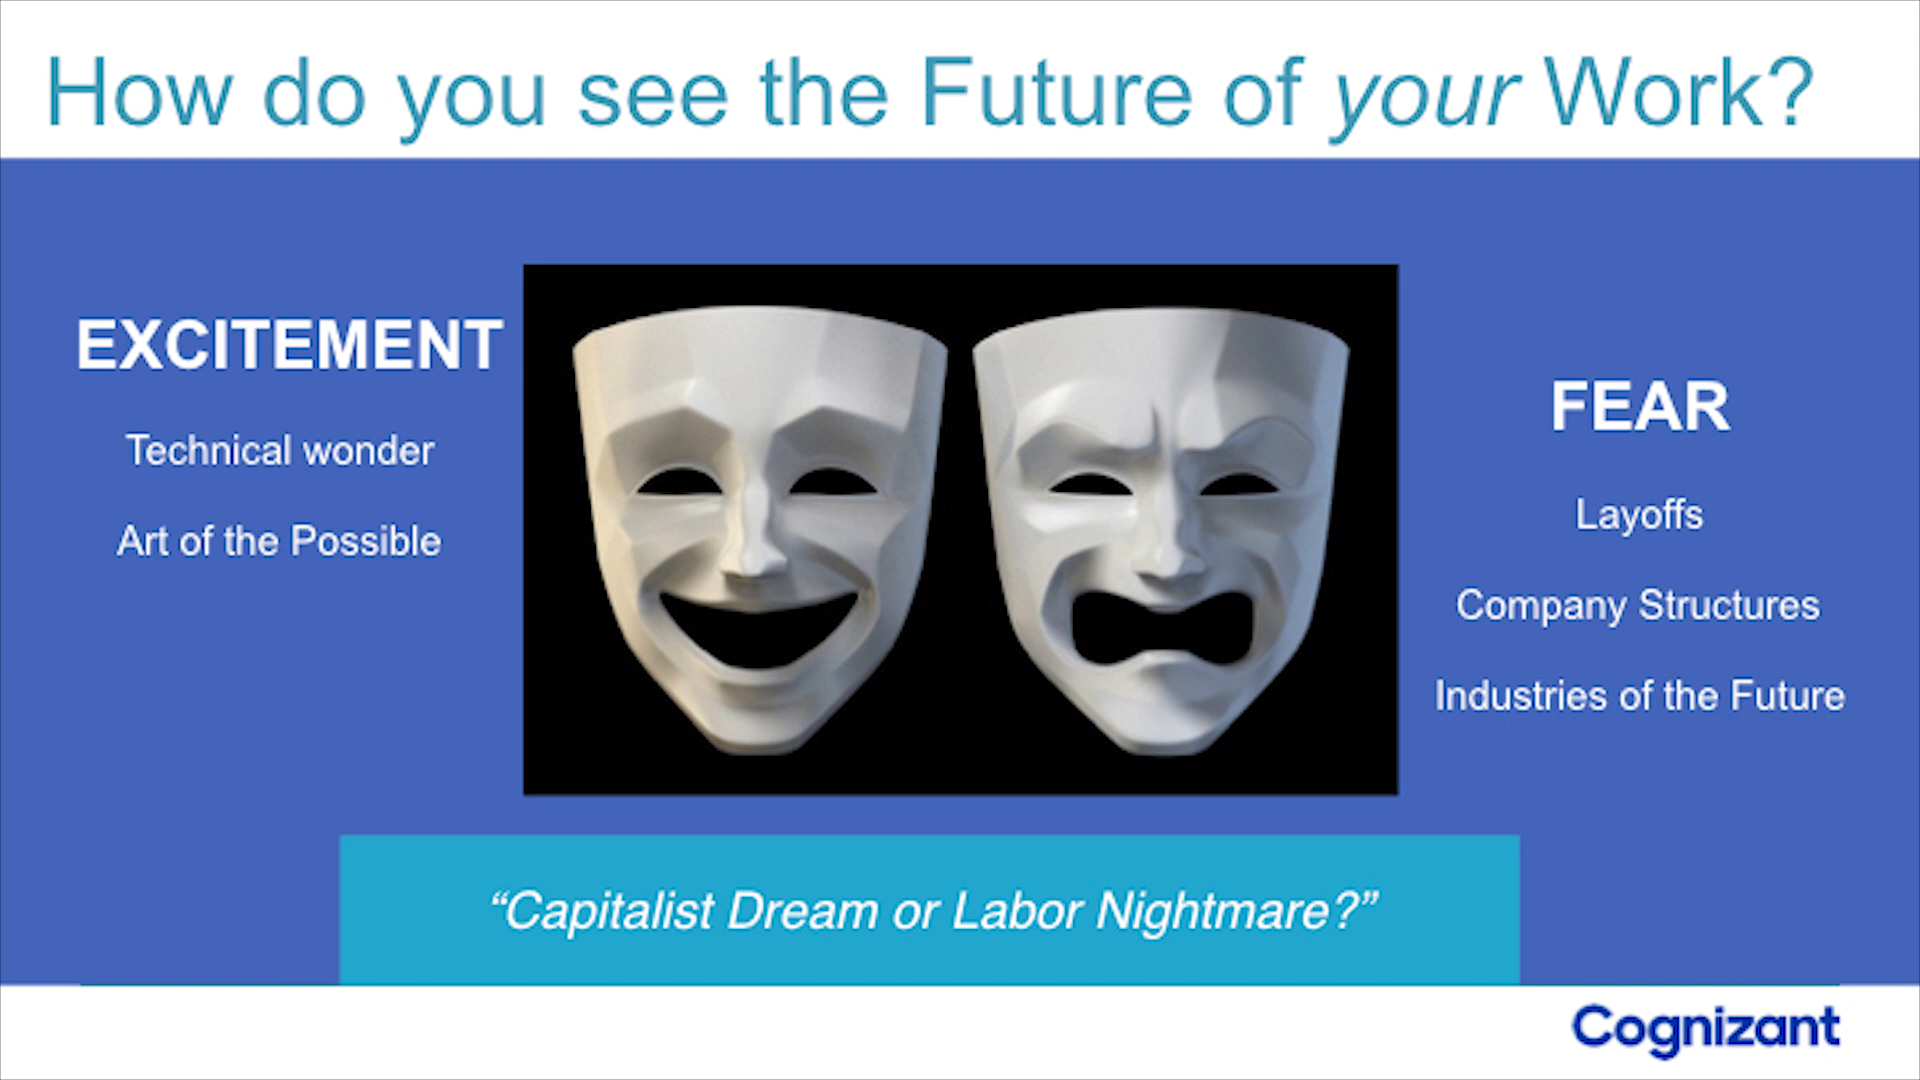 How do you see the Future of your Work?
EXCITEMENT
Technical wonder
Art of the Possible
FEAR
Layoffs
Company Structures
Industries of the Future
“Capitalist Dream or Labor Nightmare?”
Cognizant